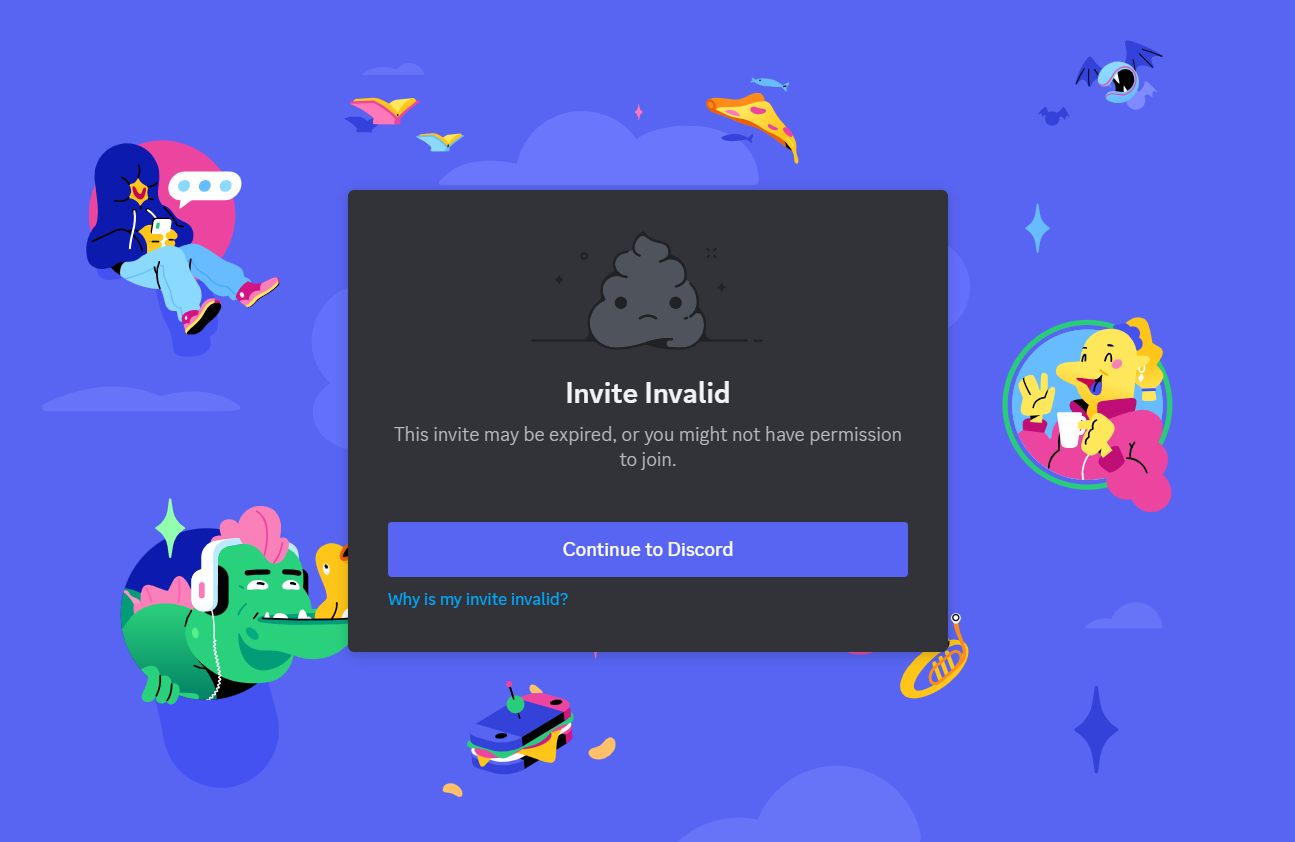 Invite Invalid
This invite may be expired, or you might not have permission
to join.
Continue to Discord
Why is my invite invalid?